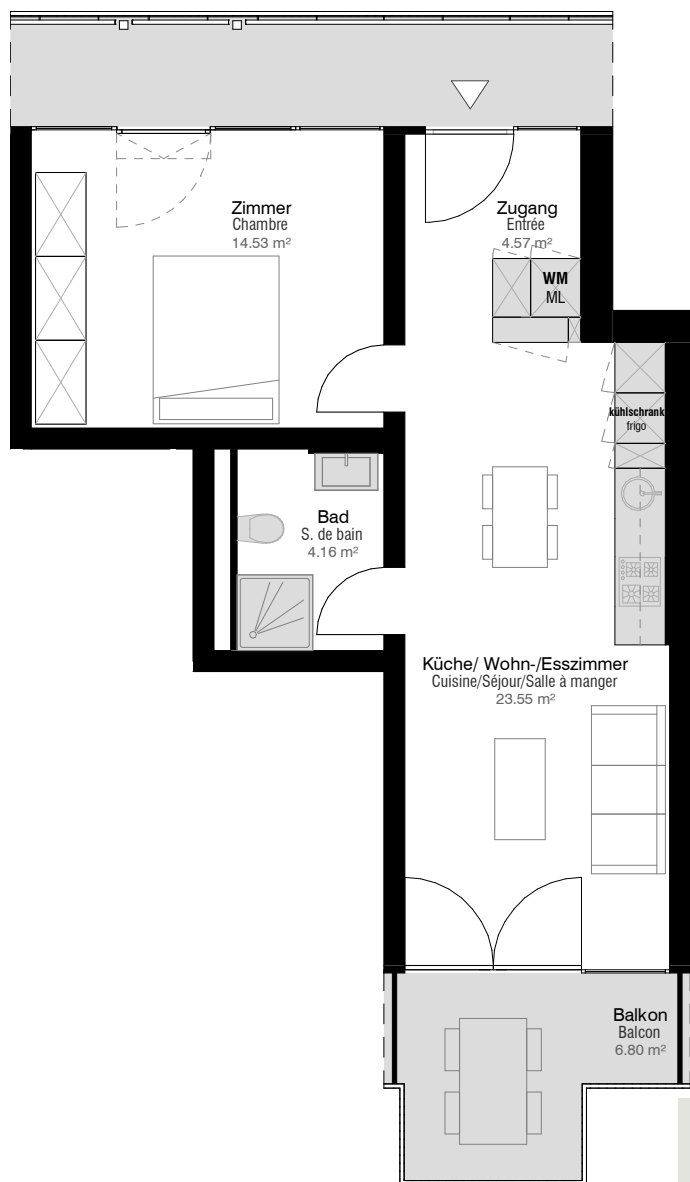 Zimmer
Chambre
14.53 m²
Zugang
Entrée
4.57 m²
WM
ML
kühlschrank
frigo
Bad
S. de bain
4.16 m²
Küche/ Wohn-/Esszimmer
Cuisine/Séjour/Salle à manger
23.55 m²
Balkon
Balcon
6.80 m²